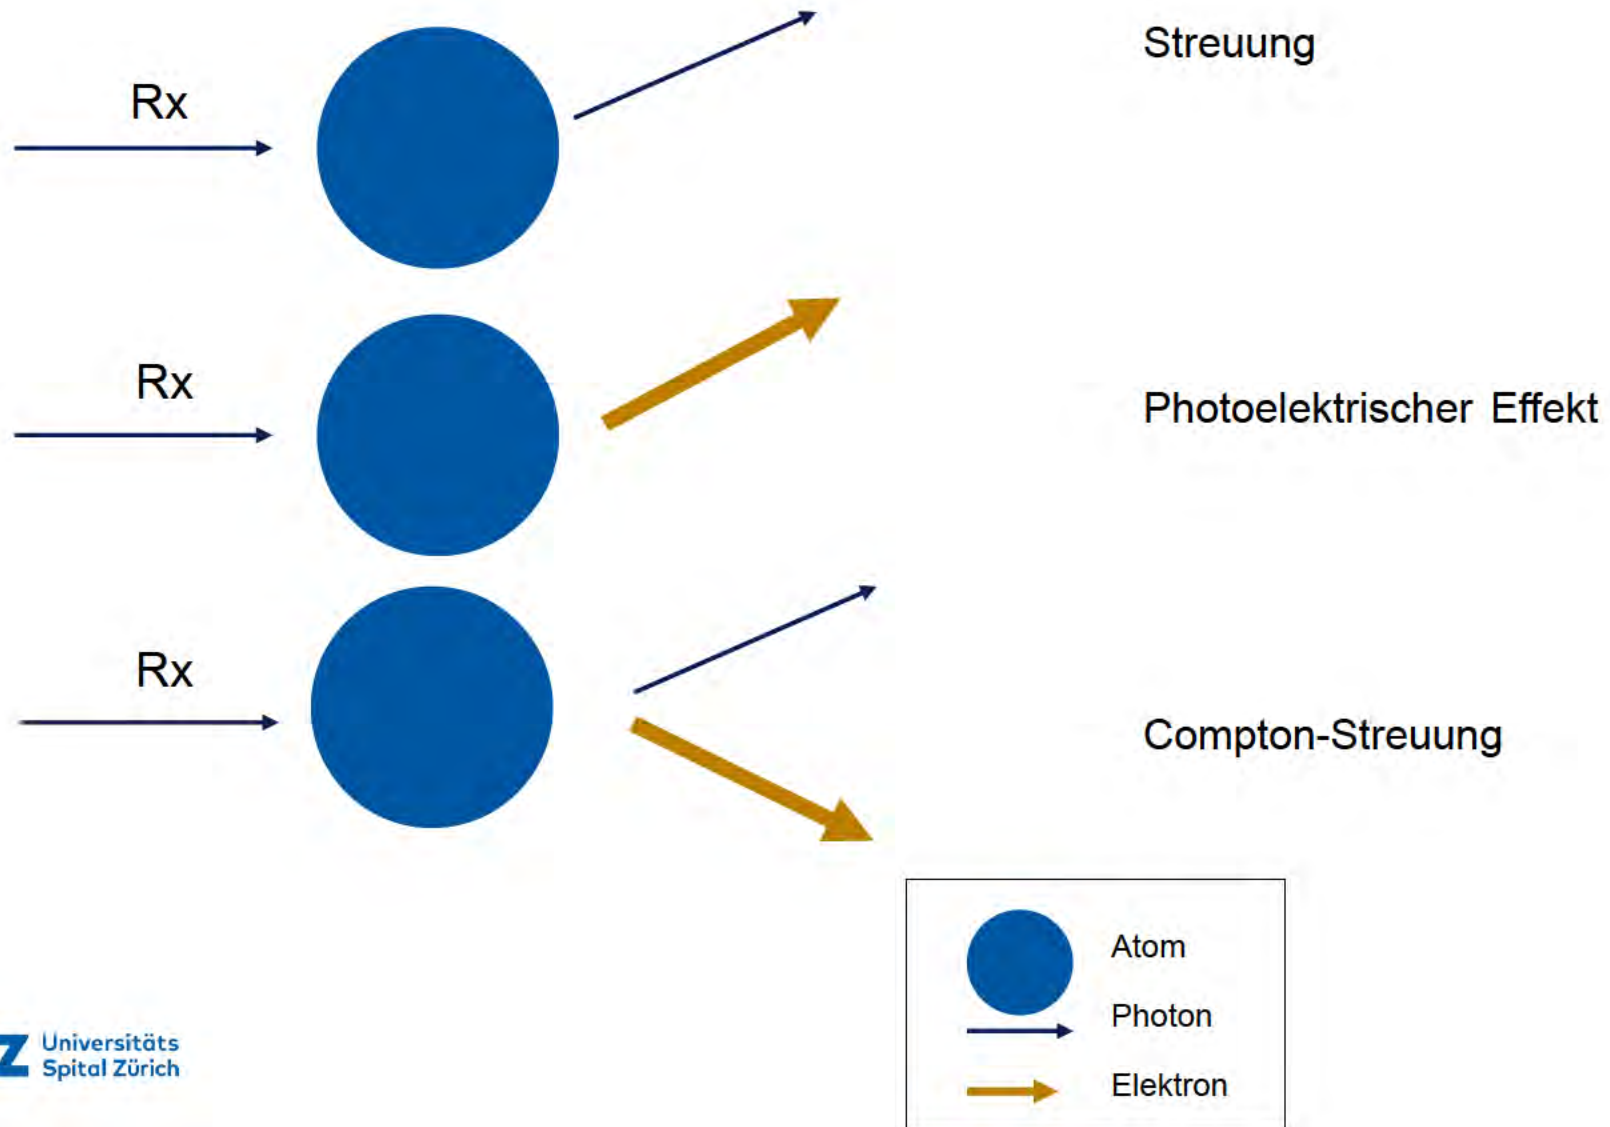 Rx
Streuung
Rx
Photoelektrischer Effekt
Rx
Compton-Streuung
Atom
Photon
Elektron
Z Universitäts
Spital Zürich